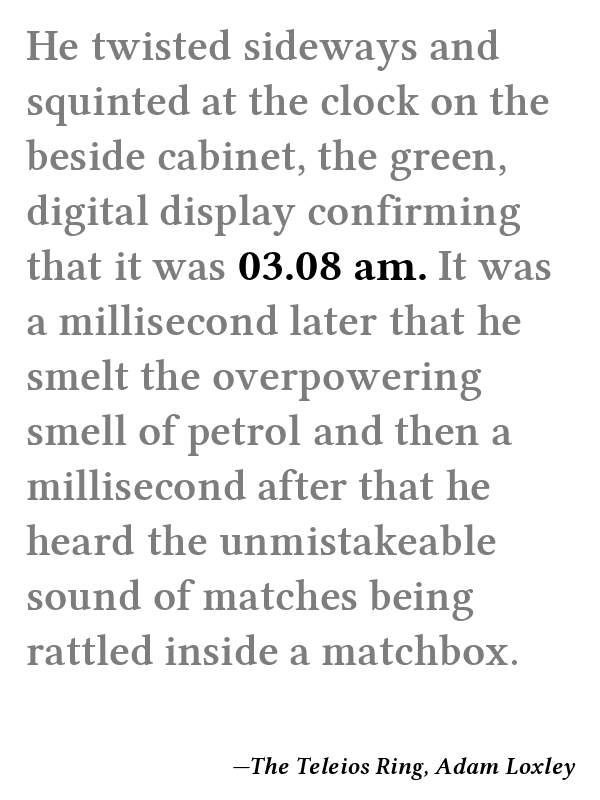 He twisted sideways and
squinted at the clock on the
beside cabinet, the green,
digital display confirming
that it was 03.08 am. It was
a millisecond later that he
smelt the overpowering
smell of petrol and then a
millisecond after that he
heard the unmistakeable
sound of matches being
rattled inside a matchbox.
—The Teleios Ring, Adam Loxley